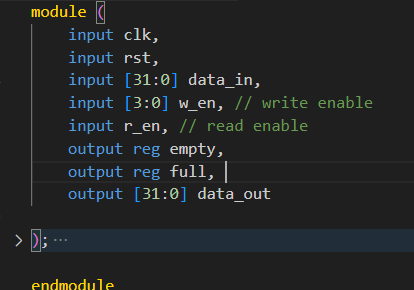 module (
input clk,
input rst,
input [31:0] data_in,
input [3:0] w_en, // write enable
input r_en, // read enable
output reg empty,
output reg full,
output [31:0] data_out
); ...
endmodule